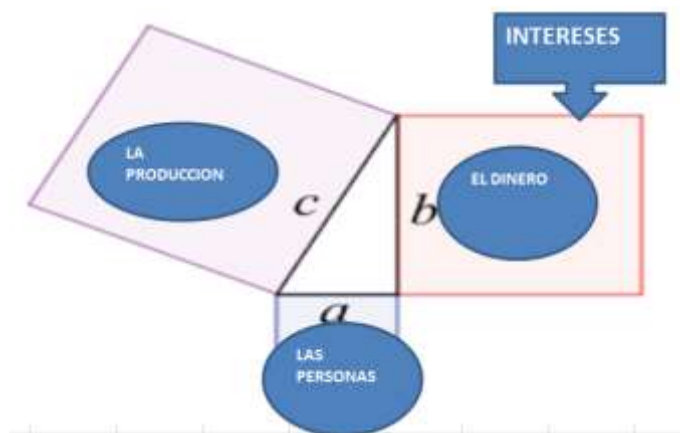 INTERESES
LA
PRODUCCION
EL DINERO
c
b
a
LAS
PERSONAS